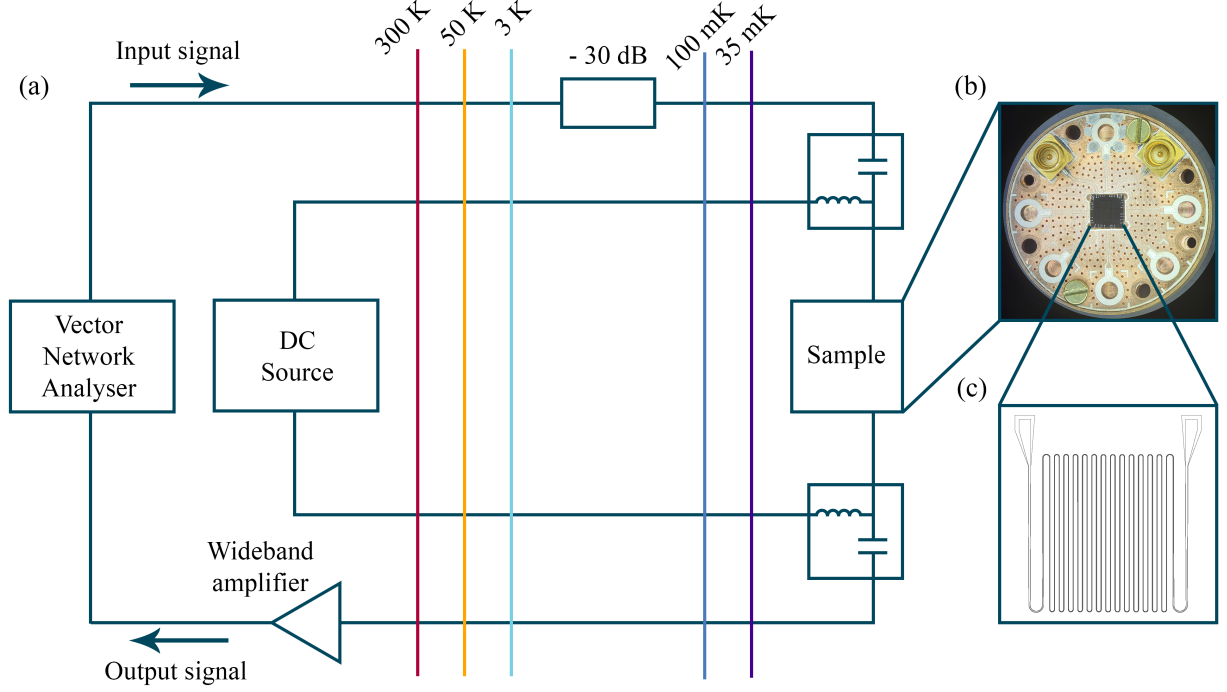 (a)
Input signal
300 K
50 K
3 K
- 30 dB
100 mK
35 mK
(b)
Vector
Network
Analyser
DC
Source
Sample
(c)
Wideband
amplifier
Output signal